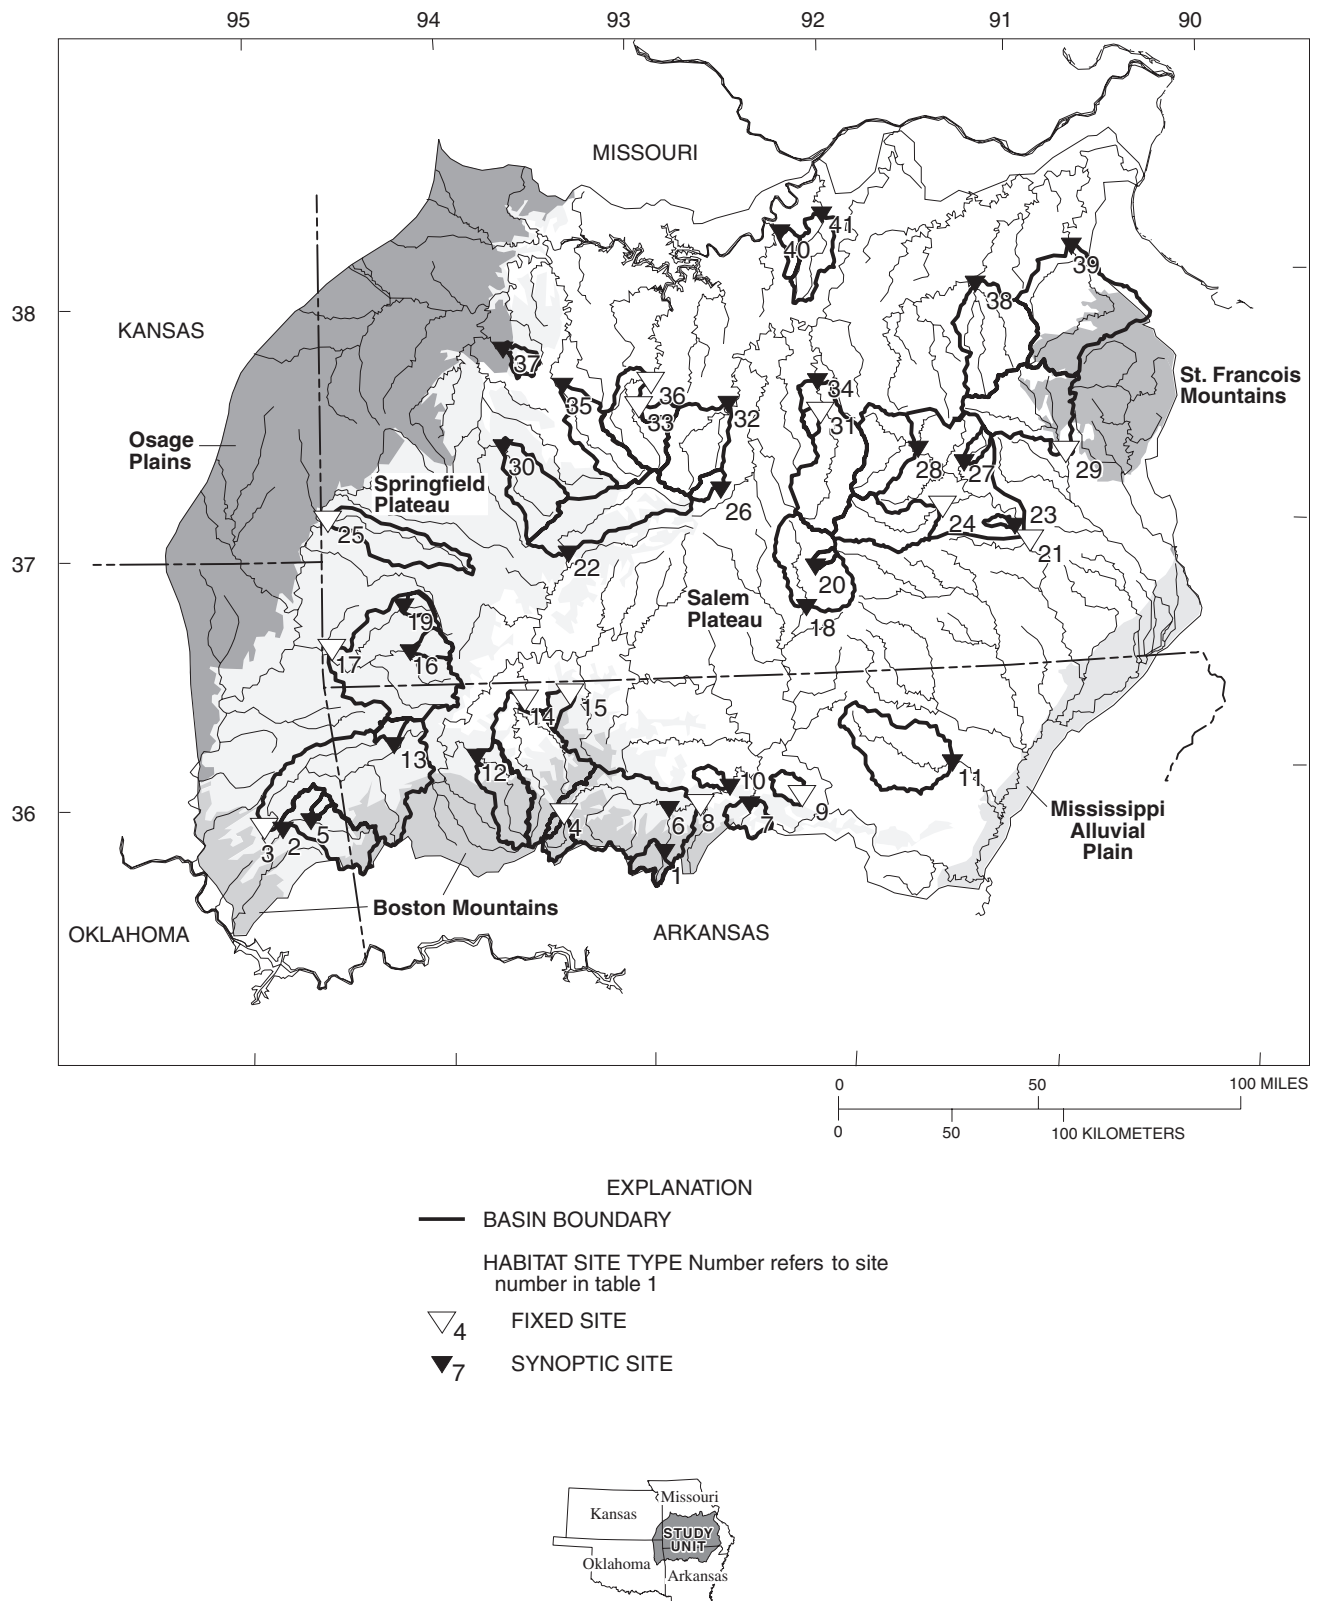 95 94 93 92 91 90
MISSOURI
41
40
39
38
38
KANSAS
37
36
34
St. Francois
Mountains
35
33
32
31
Osage
Plains
30
28
27
29
Springfield
Plateau
26
23
24
25
21
37
22
20
Salem
Plateau
19
18
17
16
15
14
13
12
10
11
36
9
8
7
6
5
4
3
2
1
Mississippi
Alluvial
Plain
Boston Mountains
OKLAHOMA
ARKANSAS
0 50 100 MILES
0 50 100 KILOMETERS
EXPLANATION
BASIN BOUNDARY
HABITAT SITE TYPE Number refers to site
number in table 1
4 FIXED SITE
7 SYNOPTIC SITE
Missouri
Kansas
STUDY
UNIT
Oklahoma
Arkansas